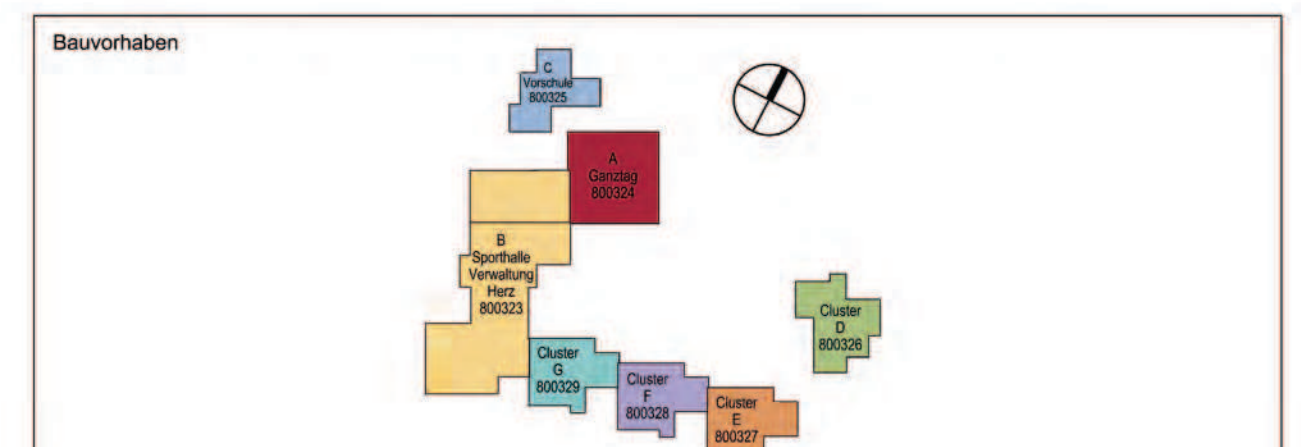 Bauvorhaben
C
Vorschule
800325
A
Ganztag
800324
B
Sporthalle
Verwaltung
Herz
800323
Cluster
D
800326
Cluster
G
800329
Cluster
F
800328
Cluster
E
800327